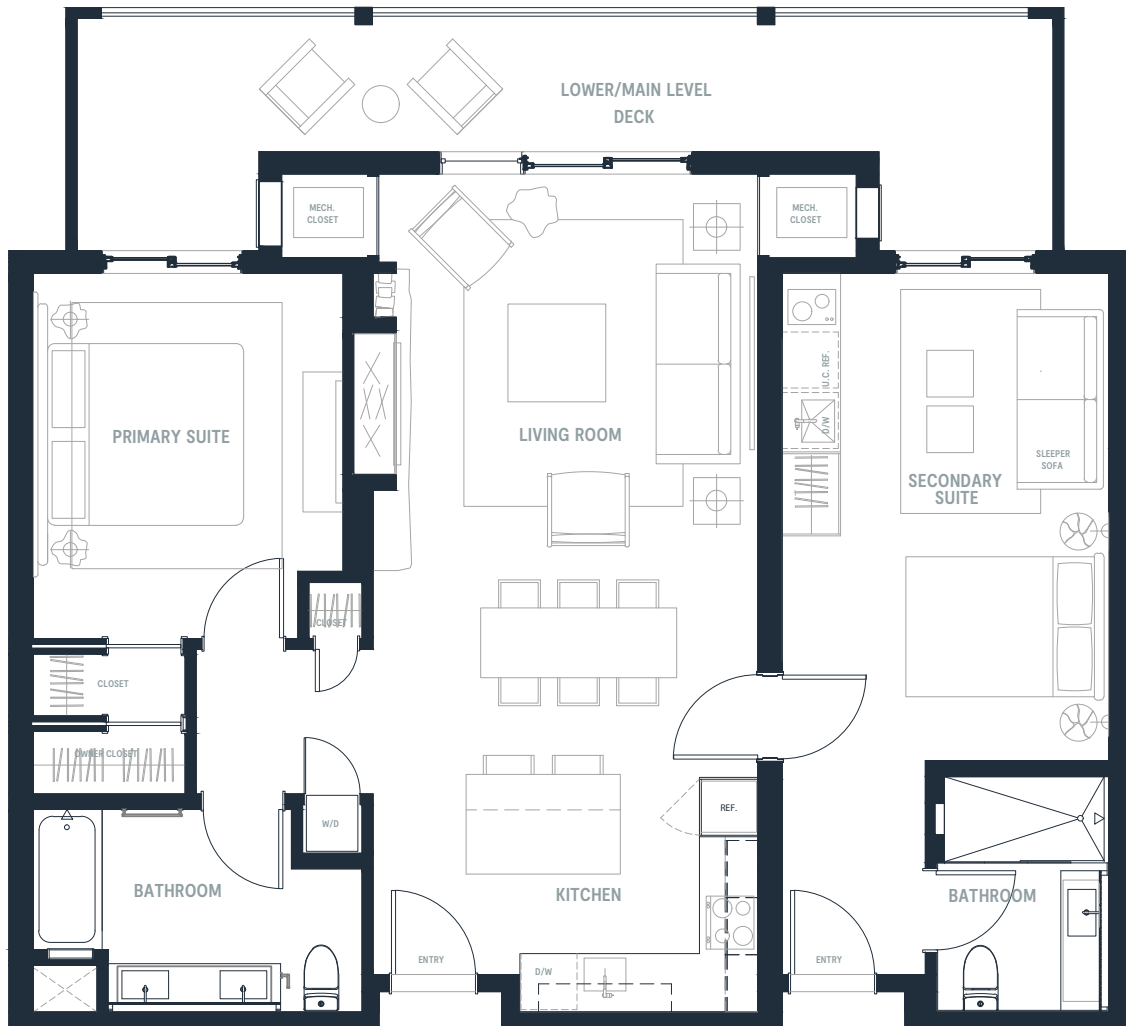 LOWER/MAIN LEVEL
DECK
MECH.
CLOSET
MECH.
CLOSET
PRIMARY SUITE
LIVING ROOM
U.C. REF.
D/W
SLEEPER
SOFA
SECONDARY
SUITE
CLOSET
CLOSET
OWNER CLOSET
W/D
REF.
BATHROOM
KITCHEN
BATHROOM
ENTRY
ENTRY
D/W